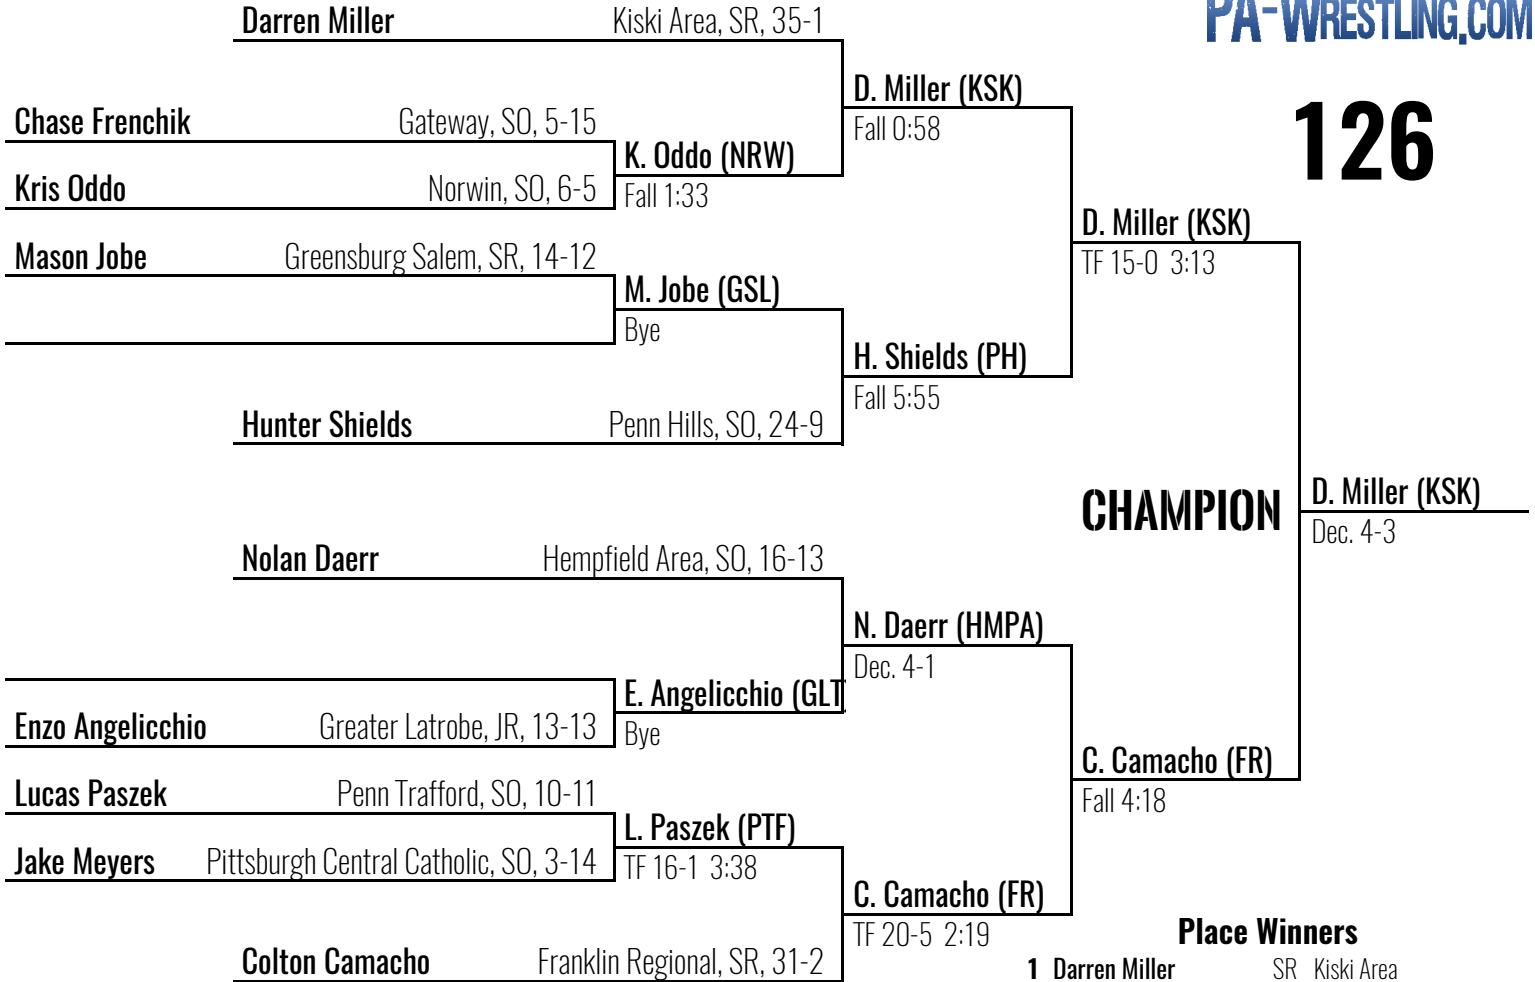 PA-WRESTLING.COM
126
Darren Miller Kiski Area, SR, 35-1
D. Miller (KSK)
Fall 0:58
Chase Frenchik Gateway, SO, 5-15
K. Oddo (NRW)
Fall 1:33
Kris Oddo Norwin, SO, 6-5
D. Miller (KSK)
TF 15-0 3:13
Mason Jobe Greensburg Salem, SR, 14-12
M. Jobe (GSL)
Bye
H. Shields (PH)
Fall 5:55
Hunter Shields Penn Hills, SO, 24-9
CHAMPION
D. Miller (KSK)
Dec. 4-3
Nolan Daerr Hempfield Area, SO, 16-13
N. Daerr (HMPA)
Dec. 4-1
E. Angelicchio (GLT
Bye
Enzo Angelicchio Greater Latrobe, JR, 13-13
C. Camacho (FR)
Fall 4:18
Lucas Paszek Penn Trafford, SO, 10-11
L. Paszek (PTF)
TF 16-1 3:38
Jake Meyers Pittsburgh Central Catholic, SO, 3-14
C. Camacho (FR)
TF 20-5 2:19
Colton Camacho Franklin Regional, SR, 31-2
Place Winners
1 Darren Miller SR Kiski Area